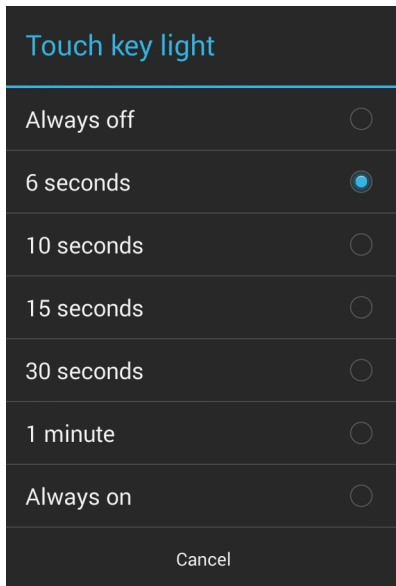 Touch key light
Always off
6 seconds
10 seconds
15 seconds
30 seconds
1 minute
Always on
Cancel